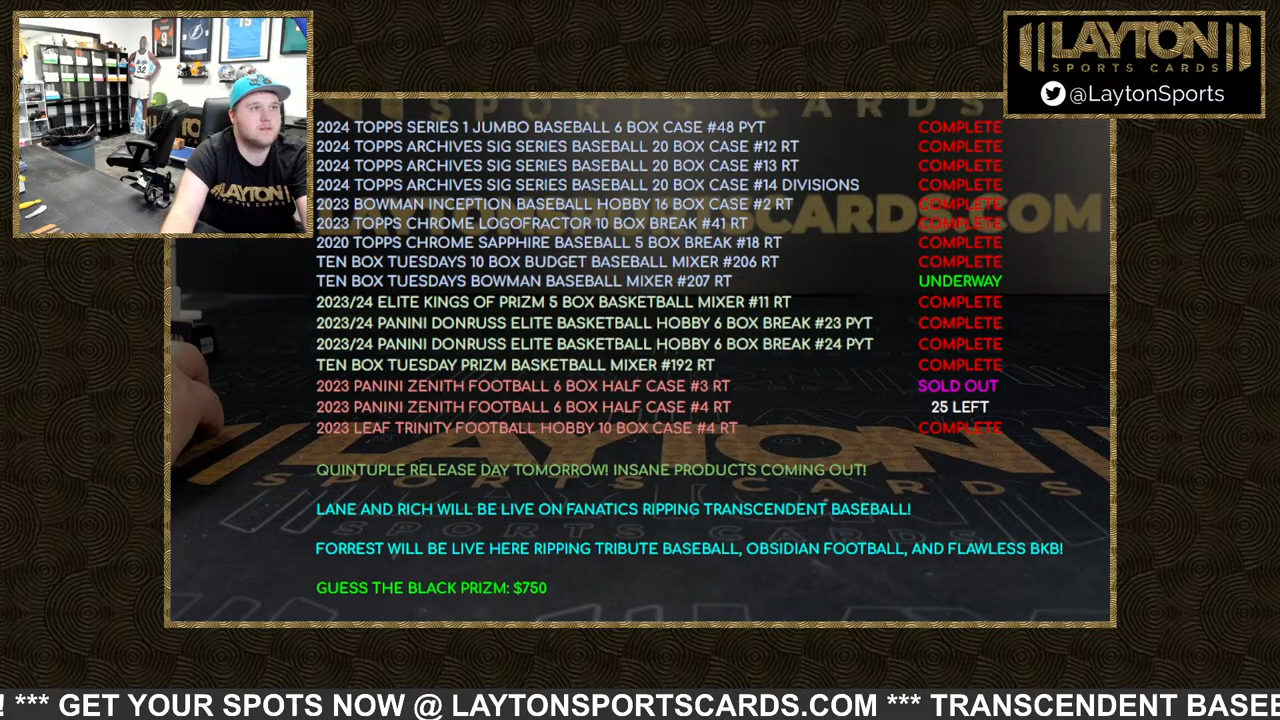 LAYTON
SPORTS CARDS
@LaytonSports
2024 TOPPS SERIES 1 JUMBO BASEBALL 6 BOX CASE #48 PYT COMPLETE
2024 TOPPS ARCHIVES SIG SERIES BASEBALL 20 BOX CASE #12 RT COMPLETE
2024 TOPPS ARCHIVES SIG SERIES BASEBALL 20 BOX CASE #13 RT COMPLETE
2024 TOPPS ARCHIVES SIG SERIES BASEBALL 20 BOX CASE #14 DIVISIONS COMPLETE
2023 BOWMAN INCEPTION BASEBALL HOBBY 16 BOX CASE #2 RT COMPLETE
2023 TOPPS CHROME LOGOFRACTOR 10 BOX BREAK #41 RT COMPLETE
2020 TOPPS CHROME SAPPHIRE BASEBALL 5 BOX BREAK #18 RT COMPLETE
TEN BOX TUESDAYS 10 BOX BUDGET BASEBALL MIXER #206 RT COMPLETE
TEN BOX TUESDAYS BOWMAN BASEBALL MIXER #207 RT UNDERWAY
2023/24 ELITE KINGS OF PRIZM 5 BOX BASKETBALL MIXER #11 RT COMPLETE
2023/24 PANINI DONRUSS ELITE BASKETBALL HOBBY 6 BOX BREAK #23 PYT COMPLETE
2023/24 PANINI DONRUSS ELITE BASKETBALL HOBBY 6 BOX BREAK #24 PYT COMPLETE
TEN BOX TUESDAY PRIZM BASKETBALL MIXER #192 RT COMPLETE
2023 PANINI ZENITH FOOTBALL 6 BOX HALF CASE #3 RT SOLD OUT
2023 PANINI ZENITH FOOTBALL 6 BOX HALF CASE #4 RT 25 LEFT
2023 LEAF TRINITY FOOTBALL HOBBY 10 BOX CASE #4 RT COMPLETE
QUINTUPLE RELEASE DAY TOMORROW! INSANE PRODUCTS COMING OUT!
LANE AND RICH WILL BE LIVE ON FANATICS RIPPING TRANSCENDENT BASEBALL!
FORREST WILL BE LIVE HERE RIPPING TRIBUTE BASEBALL, OBSIDIAN FOOTBALL, AND FLAWLESS BKB!
GUESS THE BLACK PRIZM: $750
! *** GET YOUR SPOTS NOW @ LAYTONSPORTSCARDS.COM *** TRANSCENDENT BASEB
LAYTON
SPORTS CARDS
SPORT CARDS
CARDS.COM
LAYTON
SPORTS CARDS